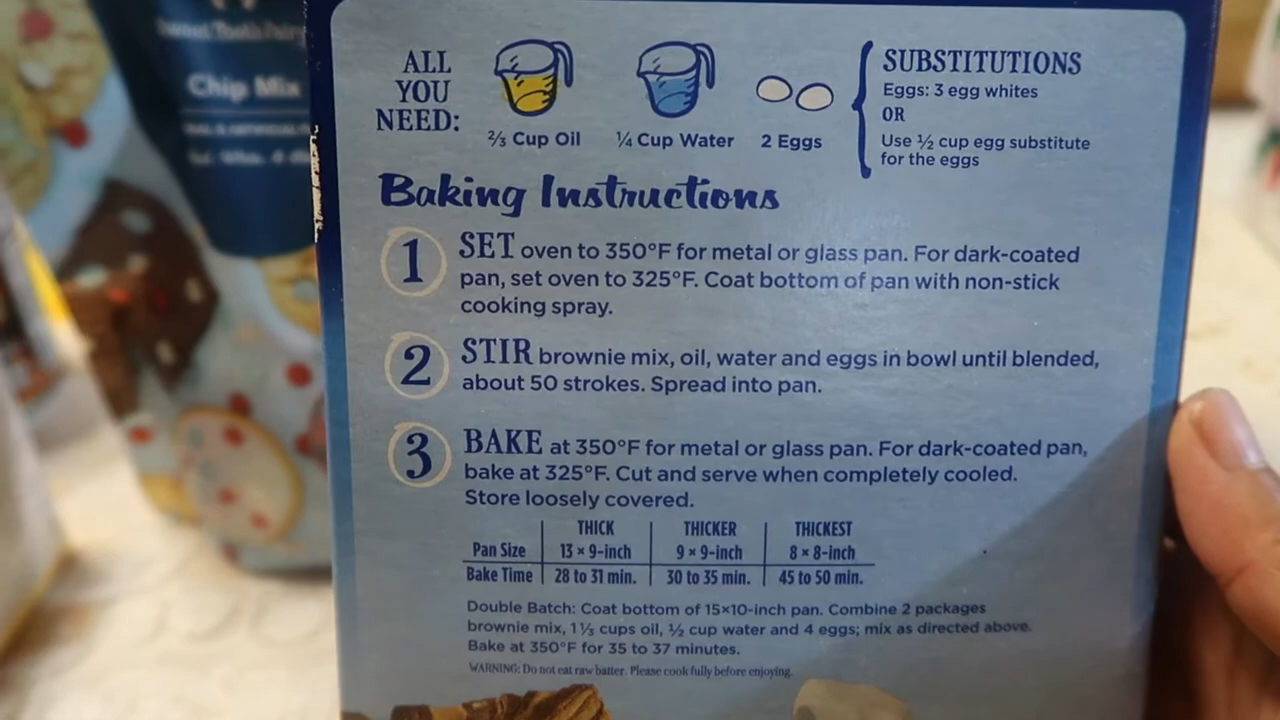 Sweet Tooth Fairy
Chip Mix
ALL
YOU
NEED:
⅔ Cup Oil
¼ Cup Water
2 Eggs
SUBSTITUTIONS
Eggs: 3 egg whites
OR
Use ½ cup egg substitute
for the eggs
Baking Instructions
1 SET oven to 350°F for metal or glass pan. For dark-coated
pan, set oven to 325°F. Coat bottom of pan with non-stick
cooking spray.
2 STIR brownie mix, oil, water and eggs in bowl until blended,
about 50 strokes. Spread into pan.
3 BAKE at 350°F for metal or glass pan. For dark-coated pan,
bake at 325°F. Cut and serve when completely cooled.
Store loosely covered.
THICK THICKER THICKEST
Pan Size 13 × 9-inch 9 × 9-inch 8 × 8-inch
Bake Time 28 to 31 min. 30 to 35 min. 45 to 50 min.
Double Batch: Coat bottom of 15×10-inch pan. Combine 2 packages
brownie mix, 1⅓ cups oil, ½ cup water and 4 eggs; mix as directed above.
Bake at 350°F for 35 to 37 minutes.
WARNING: Do not eat raw batter. Please cook fully before enjoying.